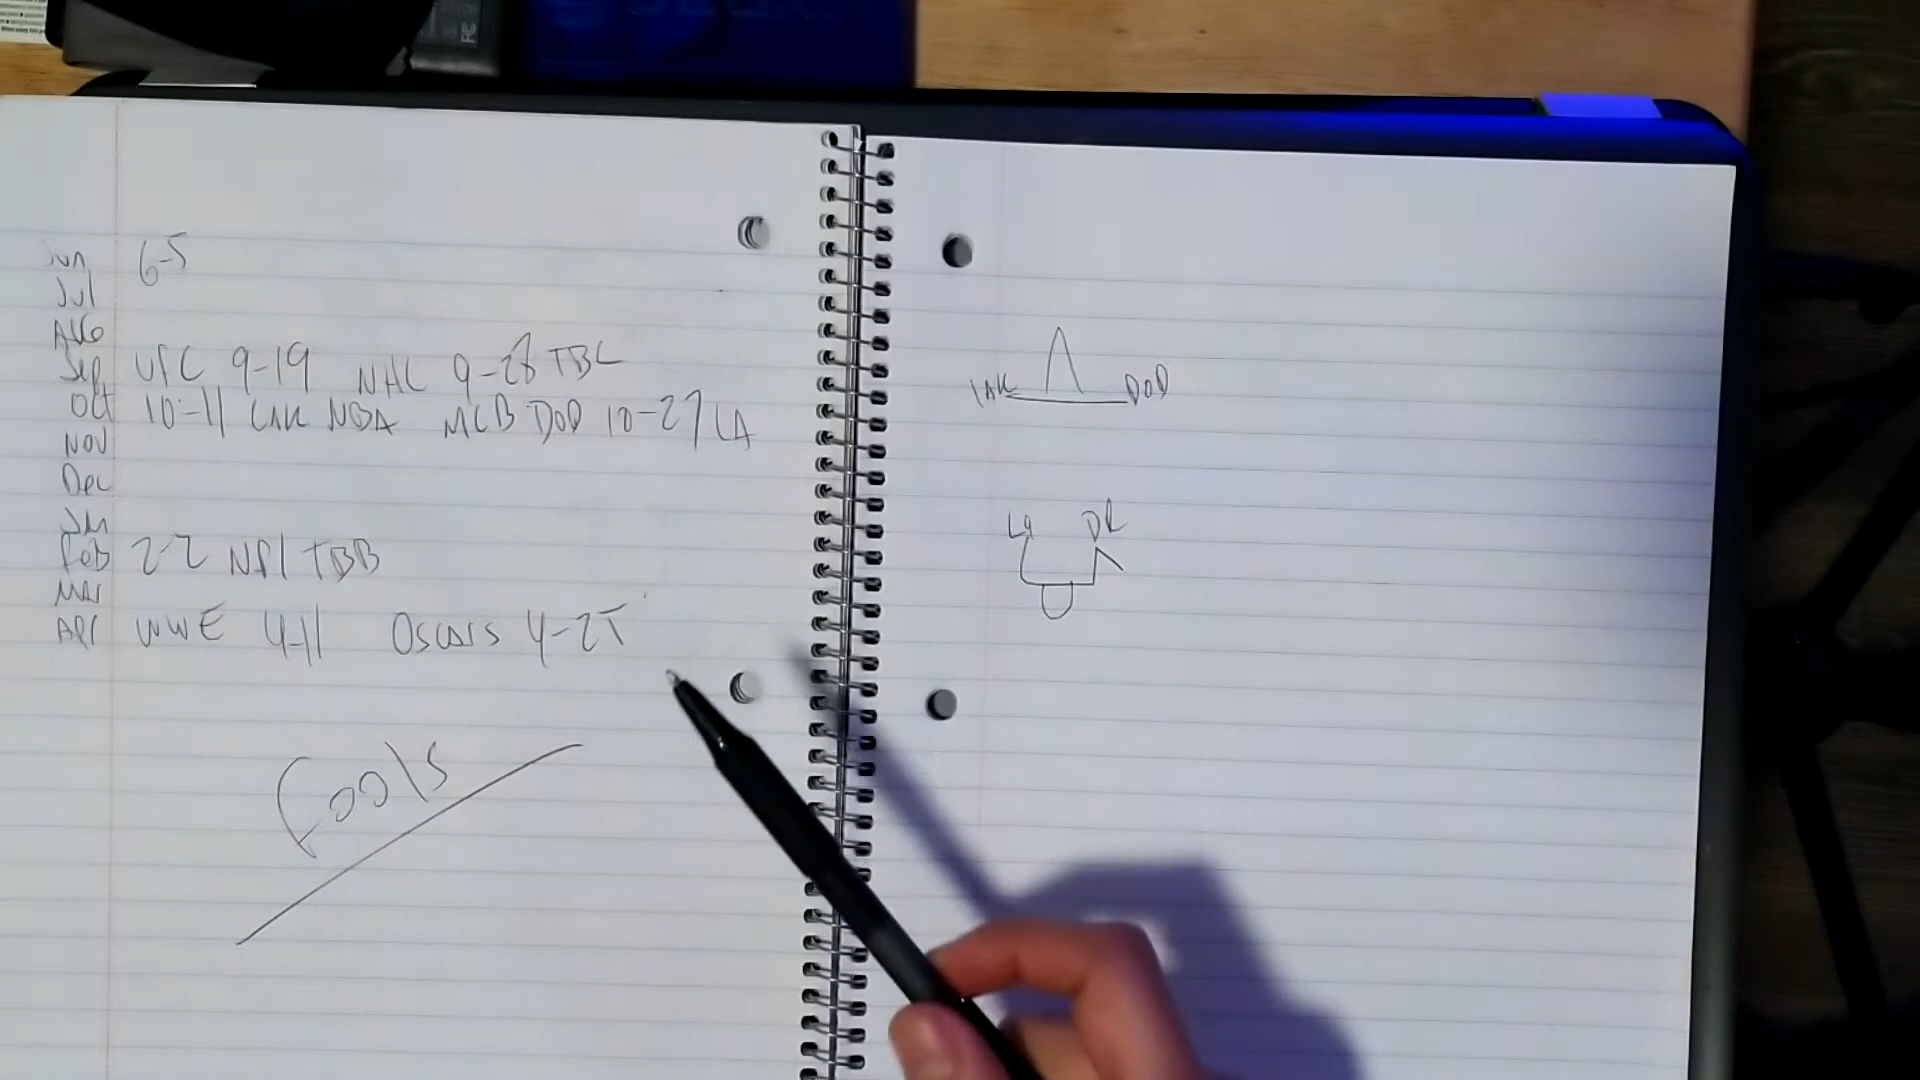 Jun 6-5
Jul
AUG
Sep UFC 9-19 NHL 9-28 TBL
Oct 10-11 LAK NBA MLB DOD 10-27 LA
NOV
Dec
Jan
Feb 2-2 NFL TBB
MAr
APr WWE 4-11 Oscars 4-25
Fools
LAK DOD
LA